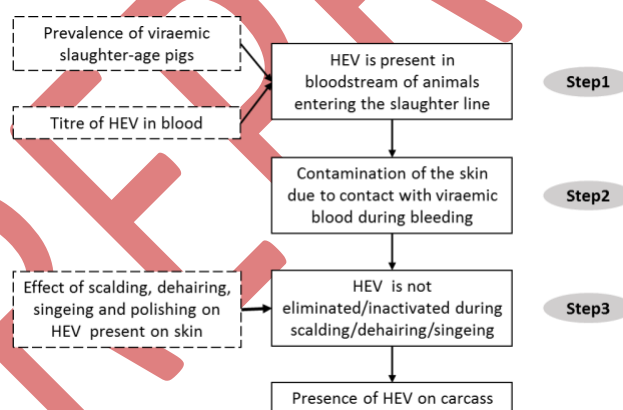 Prevalence of viraemic
slaughter-age pigs
HEV is present in
bloodstream of animals
entering the slaughter line
Step1
Titre of HEV in blood
Contamination of the skin
due to contact with viraemic
blood during bleeding
Step2
Effect of scalding, dehairing,
singeing and polishing on
HEV present on skin
HEV is not
eliminated/inactivated during
scalding/dehairing/singeing
Step3
Presence of HEV on carcass